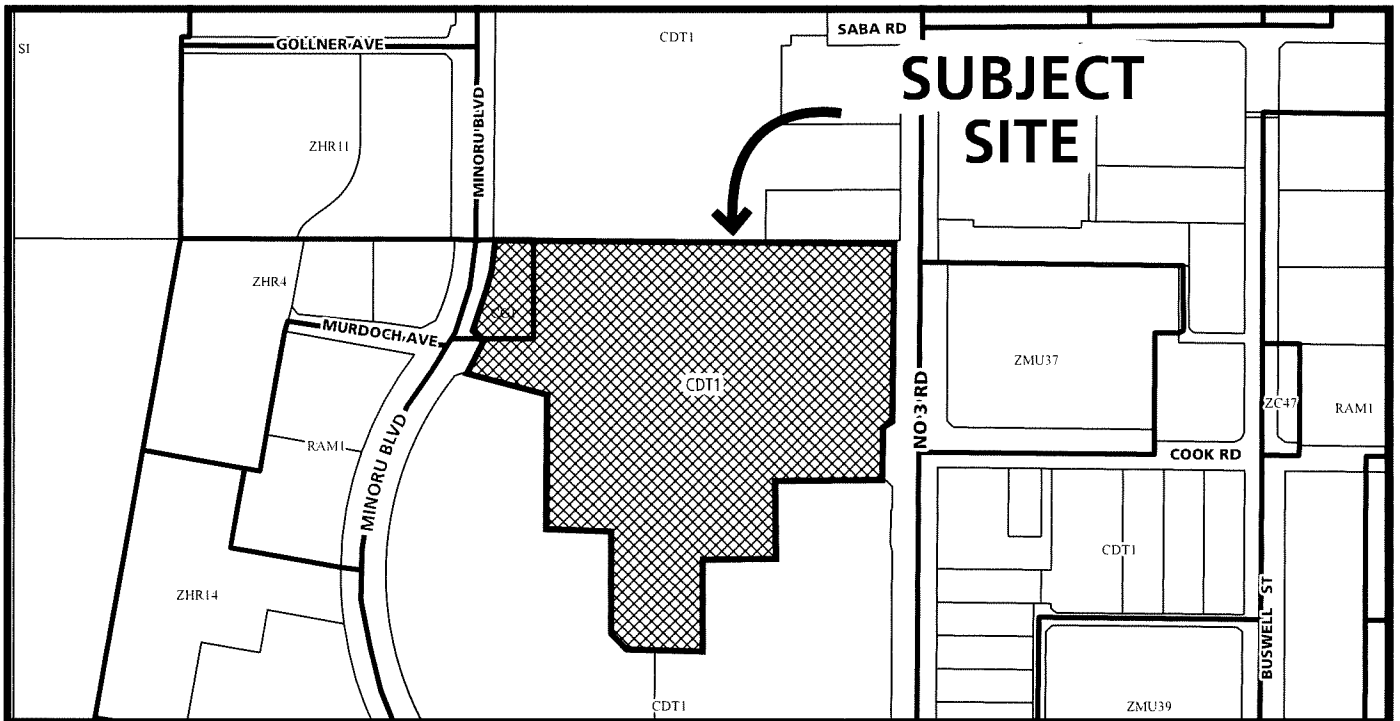 SI
GOLLNER AVE
CDT1
SABA RD
SUBJECT
SITE
MINORU BLVD
ZHR11
ZHR4
MURDOCH AVE
CDT1
NO 3 RD
ZMU37
ZC47
RAM1
RAM1
MINORU BLVD
COOK RD
CDT1
ZHR14
BUSWELL ST
CDT1
ZMU39